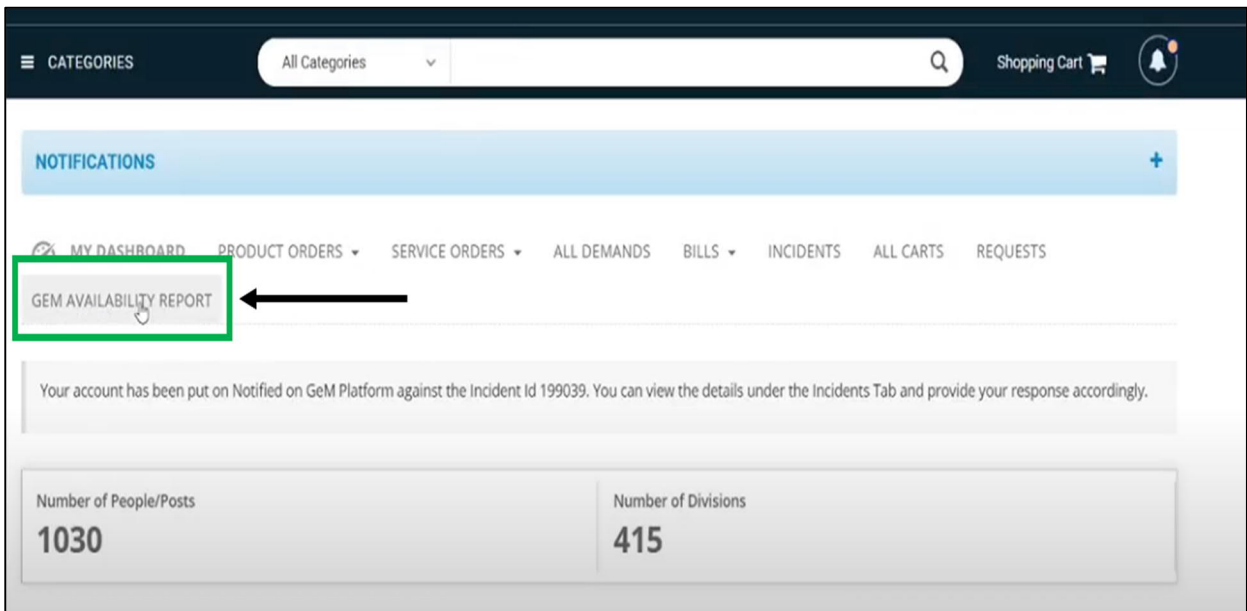 CATEGORIES All Categories Shopping Cart
NOTIFICATIONS +
MY DASHBOARD PRODUCT ORDERS SERVICE ORDERS ALL DEMANDS BILLS INCIDENTS ALL CARTS REQUESTS
GEM AVAILABILITY REPORT
Your account has been put on Notified on GeM Platform against the Incident Id 199039. You can view the details under the Incidents Tab and provide your response accordingly.
Number of People/Posts Number of Divisions
1030 415